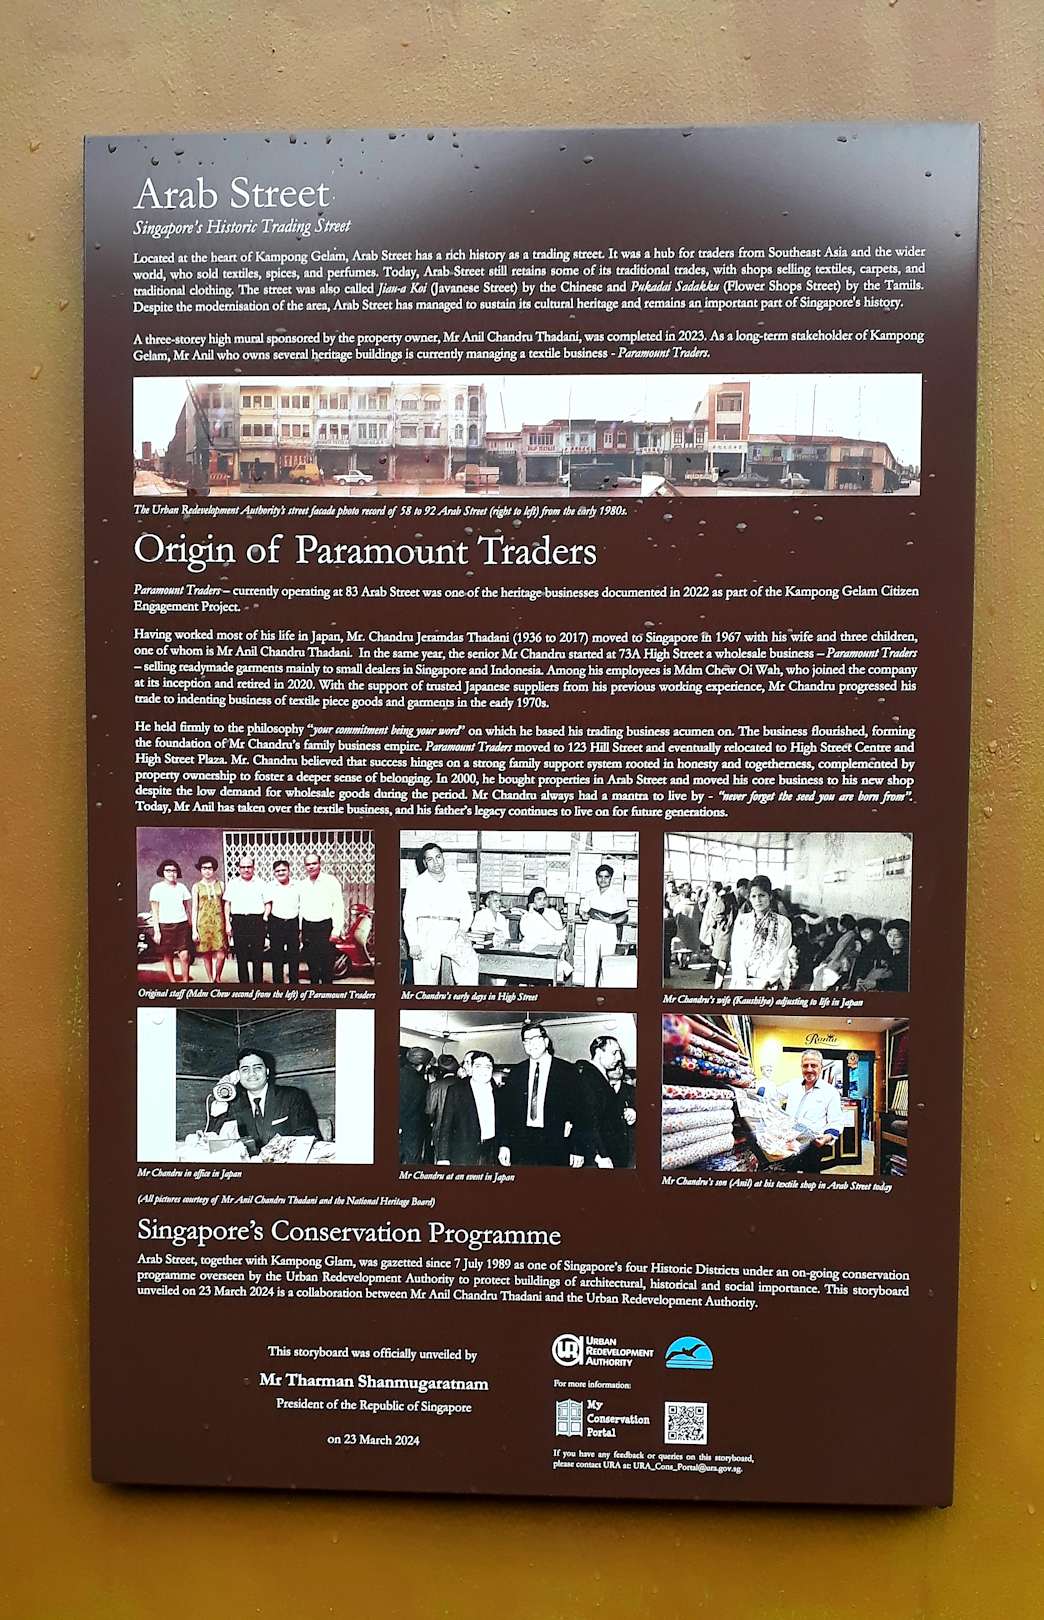 Arab Street
Singapore's Historic Trading Street
Located at the heart of Kampong Gelam, Arab Street has a rich history as a trading street. It was a hub for traders from Southeast Asia and the wider
world, who sold textiles, spices, and perfumes. Today, Arab Street still retains some of its traditional trades, with shops selling textiles, carpets, and
traditional clothing. The street was also called Jiau-a Koi (Javanese Street) by the Chinese and Pukadai Sadakku (Flower Shops Street) by the Tamils.
Despite the modernisation of the area, Arab Street has managed to sustain its cultural heritage and remains an important part of Singapore's history.
A three-storey high mural sponsored by the property owner, Mr Anil Chandru Thadani, was completed in 2023. As a long-term stakeholder of Kampong
Gelam, Mr Anil who owns several heritage buildings is currently managing a textile business - Paramount Traders.
The Urban Redevelopment Authority's street facade photo record of 58 to 92 Arab Street (right to left) from the early 1980s.
Origin of Paramount Traders
Paramount Traders – currently operating at 83 Arab Street was one of the heritage businesses documented in 2022 as part of the Kampong Gelam Citizen
Engagement Project.
Having worked most of his life in Japan, Mr. Chandru Jeramdas Thadani (1936 to 2017) moved to Singapore in 1967 with his wife and three children,
one of whom is Mr Anil Chandru Thadani. In the same year, the senior Mr Chandru started at 73A High Street a wholesale business – Paramount Traders
– selling readymade garments mainly to small dealers in Singapore and Indonesia. Among his employees is Mdm Chew Oi Wah, who joined the company
at its inception and retired in 2020. With the support of trusted Japanese suppliers from his previous working experience, Mr Chandru progressed his
trade to indenting business of textile piece goods and garments in the early 1970s.
He held firmly to the philosophy "your commitment being your word" on which he based his trading business acumen on. The business flourished, forming
the foundation of Mr Chandru's family business empire. Paramount Traders moved to 123 Hill Street and eventually relocated to High Street Centre and
High Street Plaza. Mr. Chandru believed that success hinges on a strong family support system rooted in honesty and togetherness, complemented by
property ownership to foster a deeper sense of belonging. In 2000, he bought properties in Arab Street and moved his core business to his new shop
despite the low demand for wholesale goods during the period. Mr Chandru always had a mantra to live by - "never forget the seed you are born from".
Today, Mr Anil has taken over the textile business, and his father's legacy continues to live on for future generations.
Original staff (Mdm Chew second from the left) of Paramount Traders
Mr Chandru's early days in High Street
Mr Chandru's wife (Kaushilya) adjusting to life in Japan
Mr Chandru in office in Japan
Mr Chandru at an event in Japan
Mr Chandru's son (Anil) at his textile shop in Arab Street today
(All pictures courtesy of Mr Anil Chandru Thadani and the National Heritage Board)
Singapore's Conservation Programme
Arab Street, together with Kampong Glam, was gazetted since 7 July 1989 as one of Singapore's four Historic Districts under an on-going conservation
programme overseen by the Urban Redevelopment Authority to protect buildings of architectural, historical and social importance. This storyboard
unveiled on 23 March 2024 is a collaboration between Mr Anil Chandru Thadani and the Urban Redevelopment Authority.
This storyboard was officially unveiled by
Mr Tharman Shanmugaratnam
President of the Republic of Singapore
on 23 March 2024
URBAN
REDEVELOPMENT
AUTHORITY
For more information:
My
Conservation
Portal
If you have any feedback or queries on this storyboard,
please contact URA at: URA_Cons_Portal@ura.gov.sg.